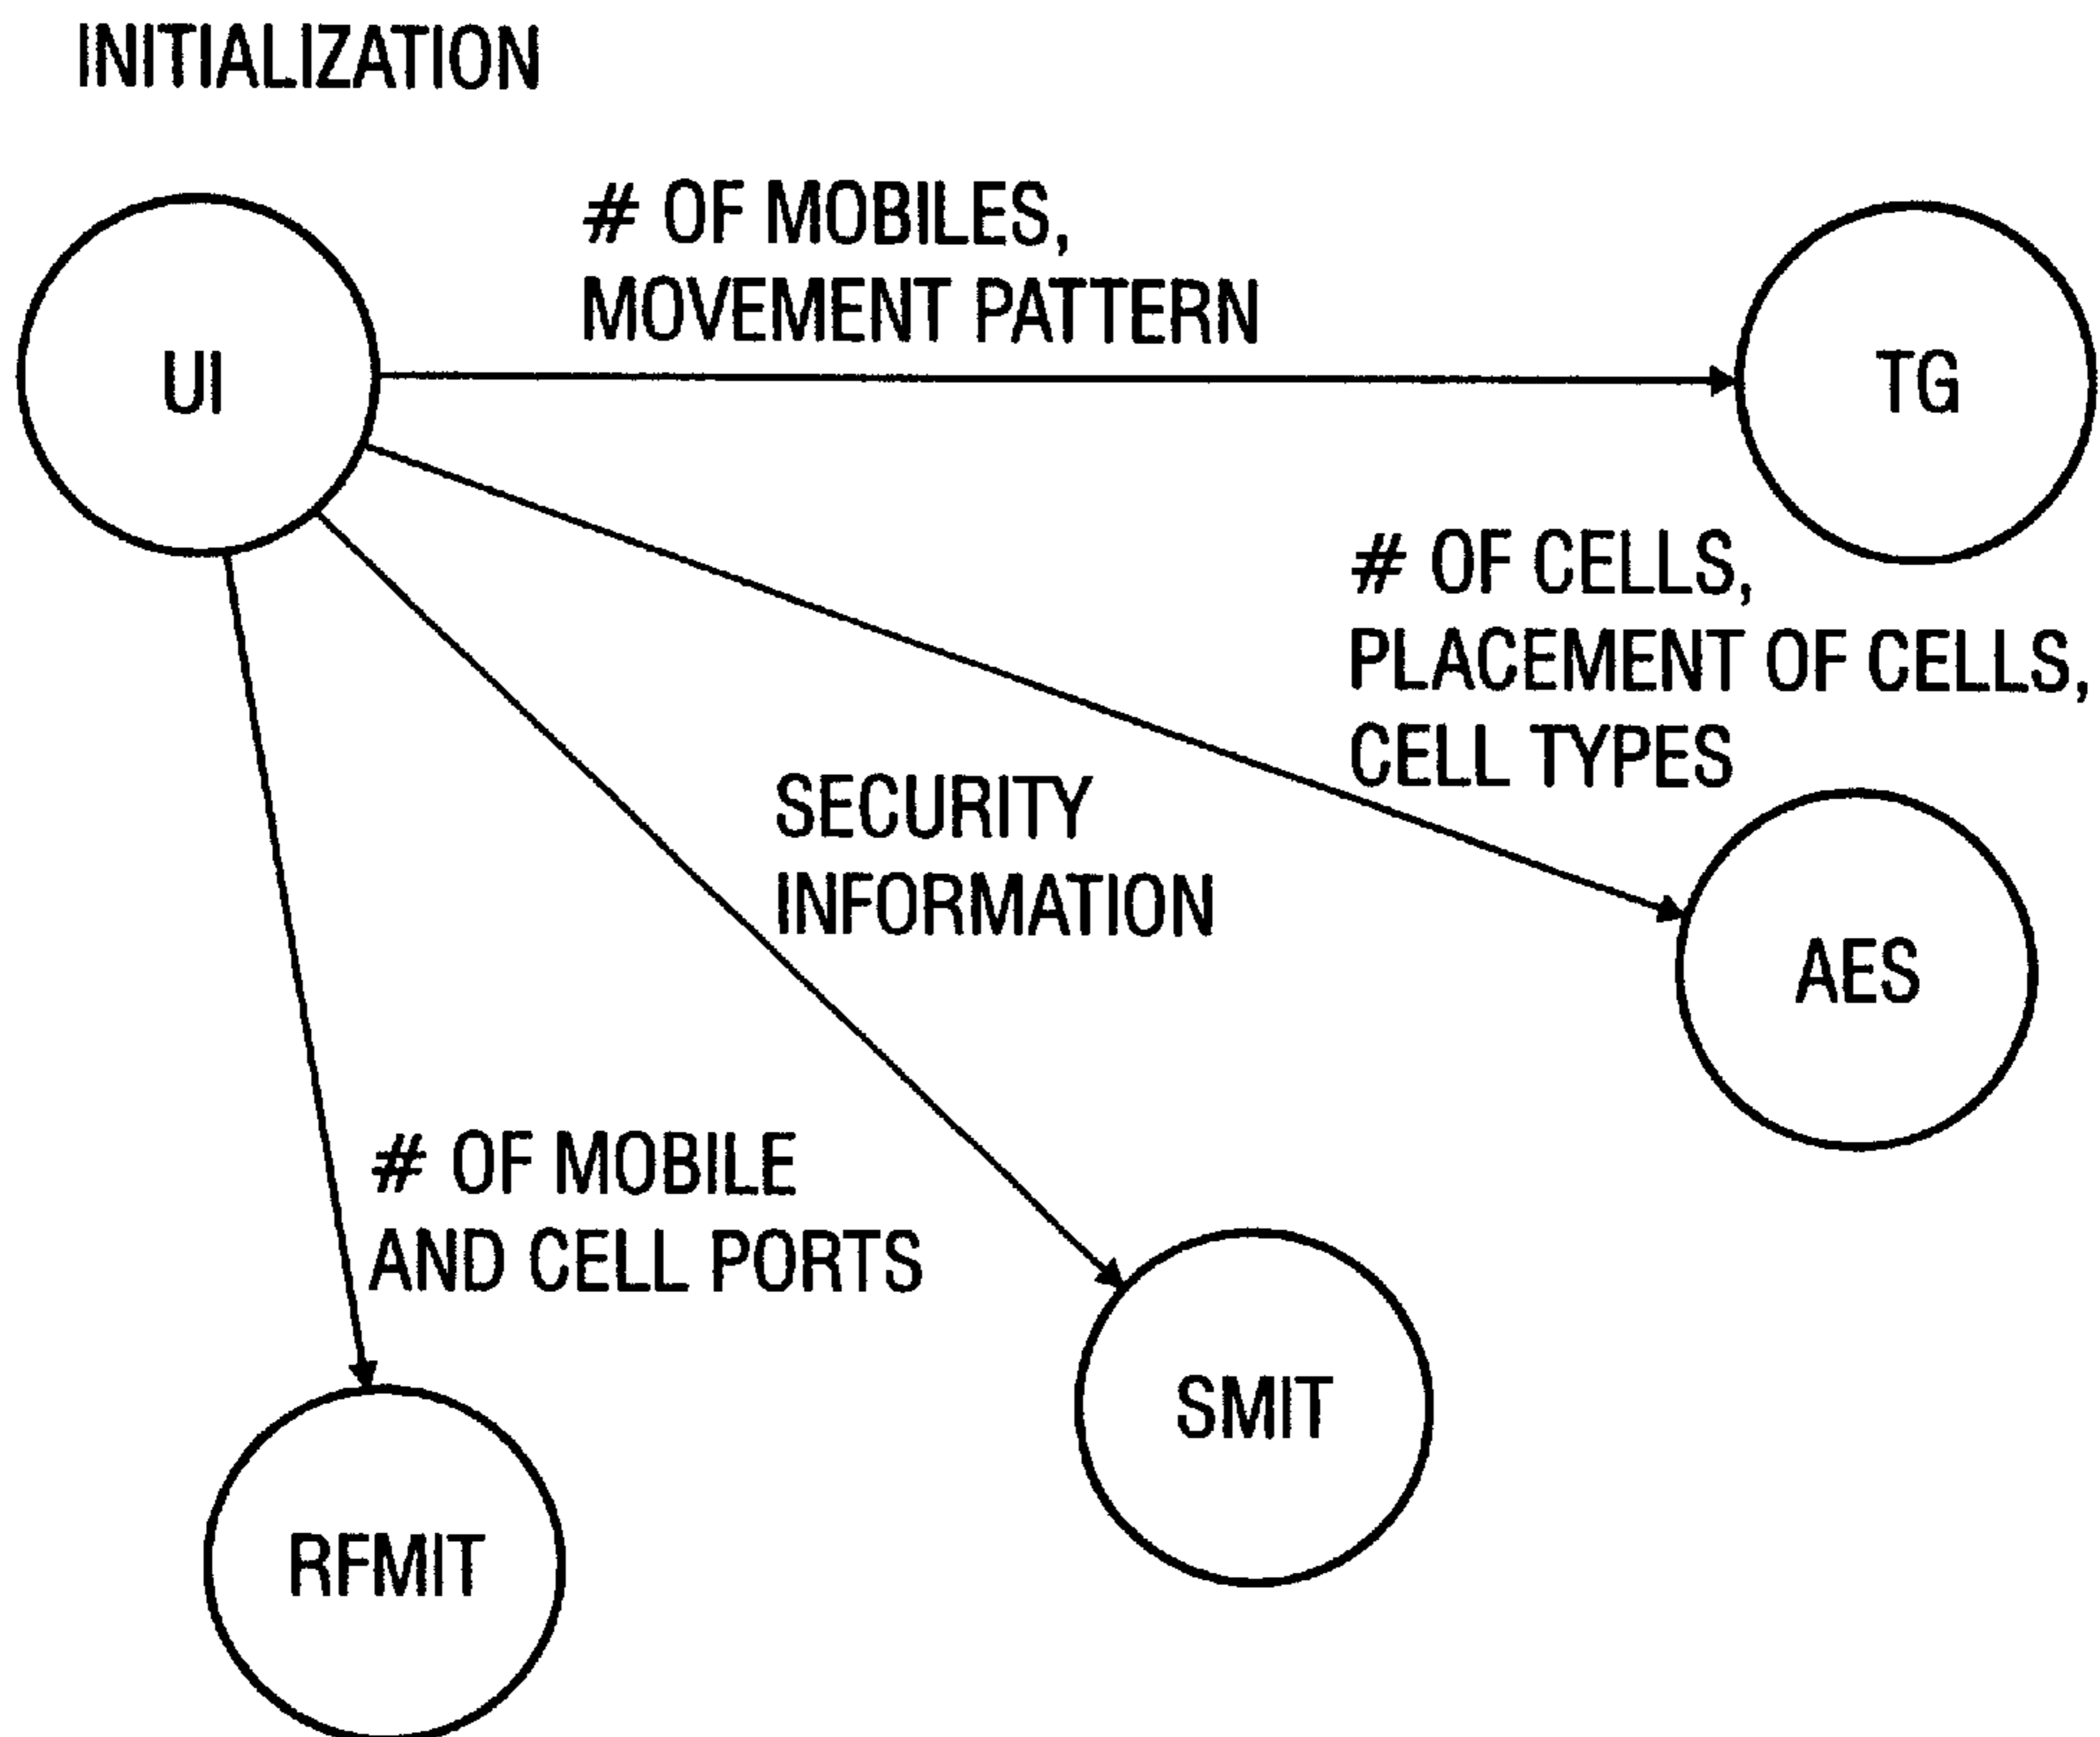 INITIALIZATION
# OF MOBILES,
MOVEMENT PATTERN
UI
TG
# OF CELLS,
PLACEMENT OF CELLS,
CELL TYPES
SECURITY
INFORMATION
AES
# OF MOBILE
AND CELL PORTS
SMIT
RFMIT